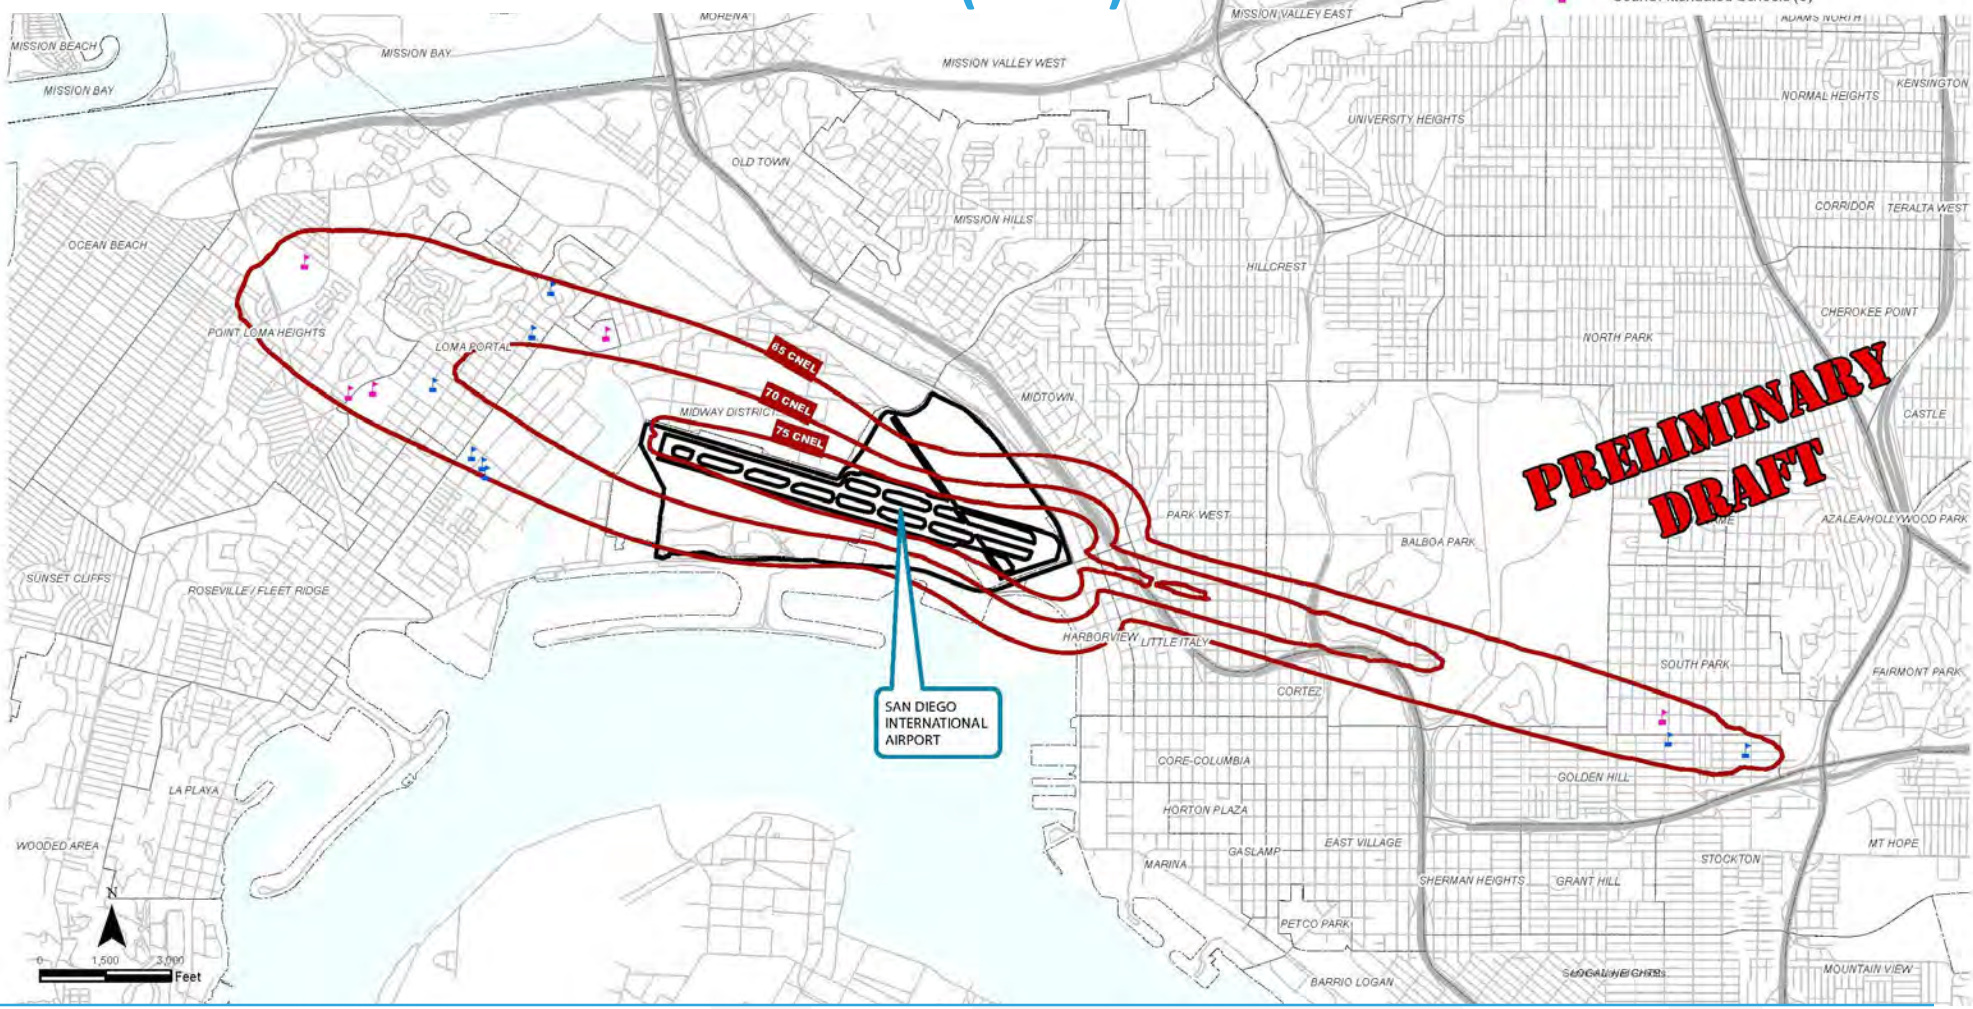 MORENA
MISSION VALLEY EAST
ADAMS NORTH
MISSION BEACH
MISSION BAY
MISSION VALLEY WEST
KENSINGTON
MISSION BAY
NORMAL HEIGHTS
UNIVERSITY HEIGHTS
OLD TOWN
CORRIDOR
TERALTA WEST
MISSION HILLS
OCEAN BEACH
HILLCREST
CHEROKEE POINT
POINT LOMA HEIGHTS
LOMA PORTAL
NORTH PARK
65 CNEL
70 CNEL
75 CNEL
MIDTOWN
MIDWAY DISTRICT
CASTLE
PRELIMINARY
DRAFT
PARK WEST
AZALEA/HOLLYWOOD PARK
BALBOA PARK
SUNSET CLIFFS
ROSEVILLE / FLEET RIDGE
HARBORVIEW
LITTLE ITALY
SOUTH PARK
FAIRMONT PARK
CORTEZ
SAN DIEGO
INTERNATIONAL
AIRPORT
CORE-COLUMBIA
GOLDEN HILL
LA PLAYA
HORTON PLAZA
WOODED AREA
EAST VILLAGE
MT HOPE
GASLAMP
MARINA
STOCKTON
SHERMAN HEIGHTS
GRANT HILL
N
PETCO PARK
0 1,500 3,000
Feet
MOUNTAIN VIEW
BARRIO LOGAN